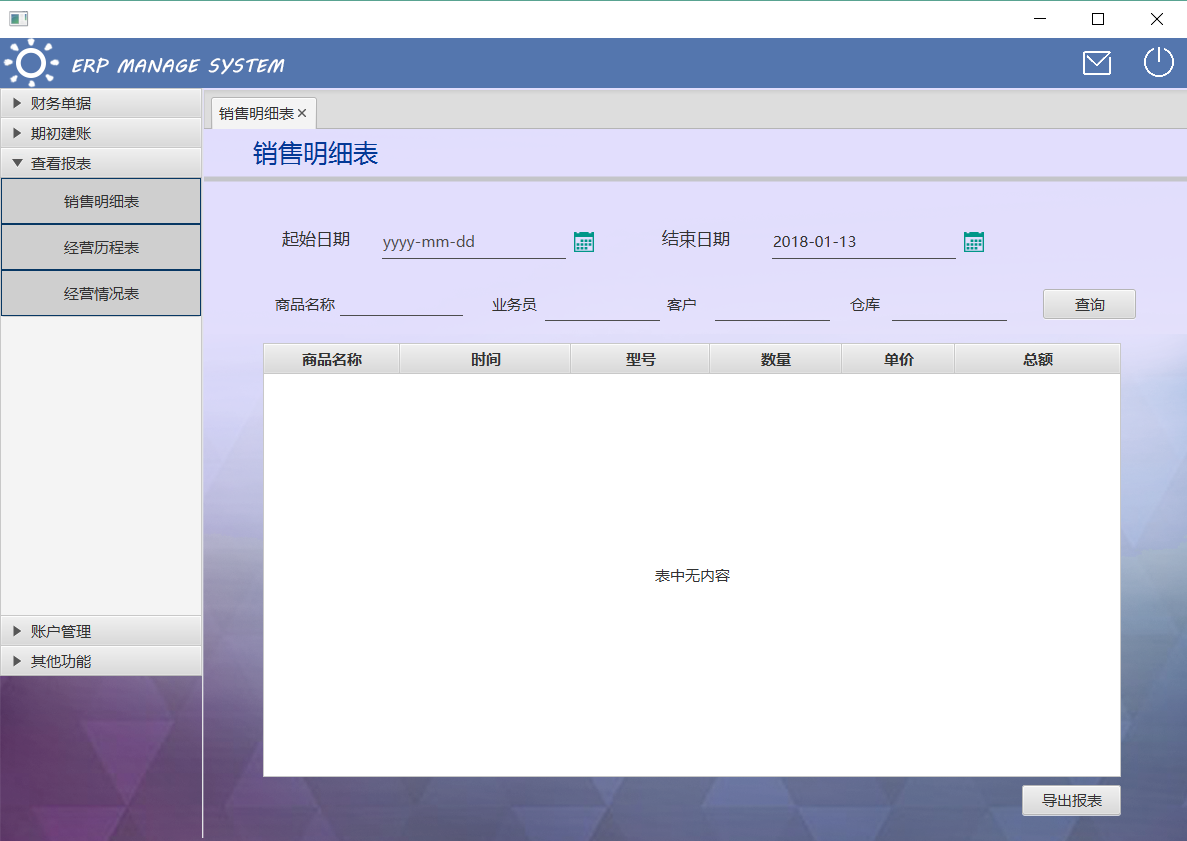 ERP MANAGE SYSTEM
财务单据
期初建账
查看报表
销售明细表
经营历程表
经营情况表
账户管理
其他功能
销售明细表×
销售明细表
起始日期 yyyy-mm-dd 结束日期 2018-01-13
商品名称 业务员 客户 仓库 查询
商品名称 时间 型号 数量 单价 总额
表中无内容
导出报表